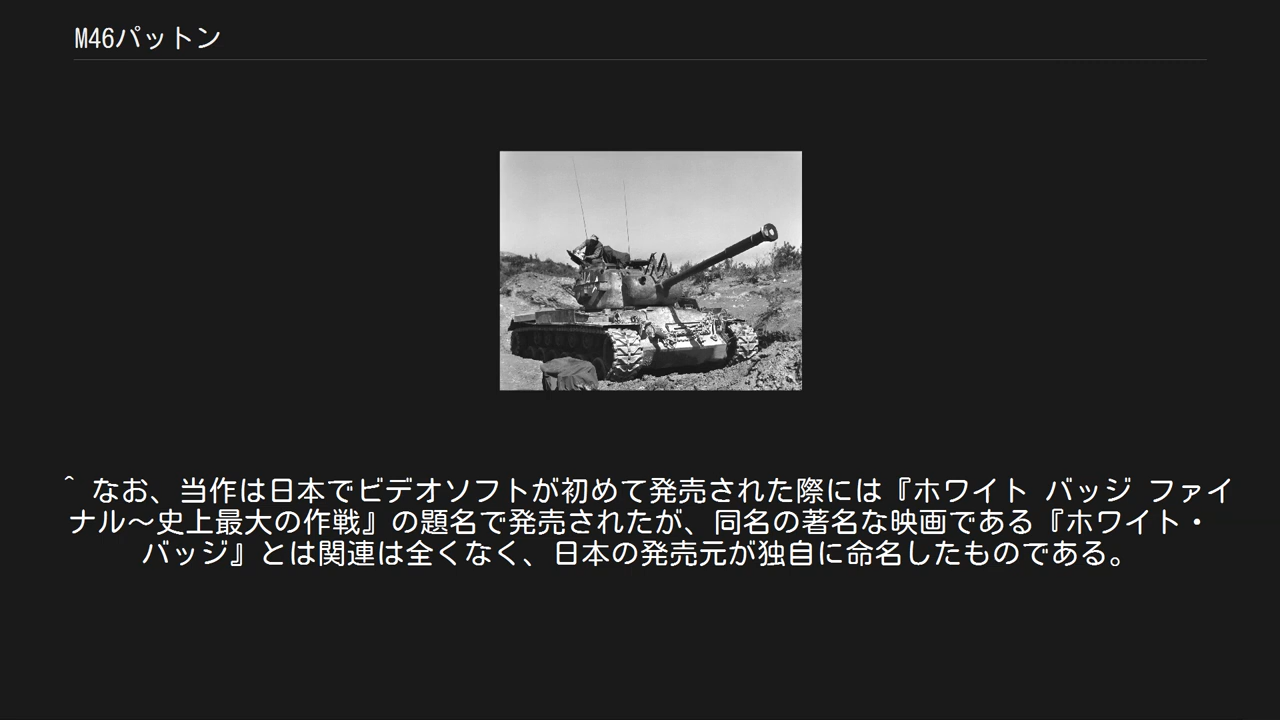 M46パットン
^ なお、当作は日本でビデオソフトが初めて発売された際には『ホワイト バッジ ファイ
ナル～史上最大の作戦』の題名で発売されたが、同名の著名な映画である『ホワイト・
バッジ』とは関連は全くなく、日本の発売元が独自に命名したものである。